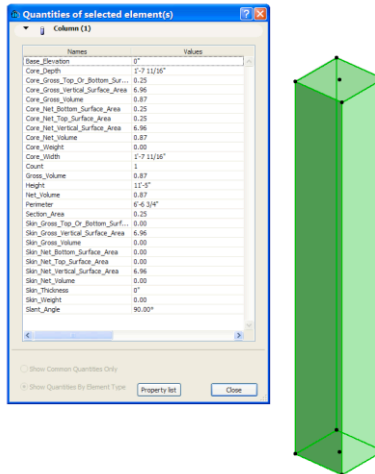 Quantities of selected element(s)
Column (1)
Names Values
Base_Elevation 0"
Core_Depth 1'-7 11/16"
Core_Gross_Top_Or_Bottom_Sur... 0.25
Core_Gross_Vertical_Surface_Area 6.96
Core_Gross_Volume 0.87
Core_Net_Bottom_Surface_Area 0.25
Core_Net_Top_Surface_Area 0.25
Core_Net_Vertical_Surface_Area 6.96
Core_Net_Volume 0.87
Core_Weight 0.00
Core_Width 1'-7 11/16"
Count 1
Gross_Volume 0.87
Height 11'-5"
Net_Volume 0.87
Perimeter 6'-6 3/4"
Section_Area 0.25
Skin_Gross_Top_Or_Bottom_Surf... 0.00
Skin_Gross_Vertical_Surface_Area 6.96
Skin_Gross_Volume 0.00
Skin_Net_Bottom_Surface_Area 0.00
Skin_Net_Top_Surface_Area 0.00
Skin_Net_Vertical_Surface_Area 6.96
Skin_Net_Volume 0.00
Skin_Thickness 0"
Skin_Weight 0.00
Slant_Angle 90.00°
Show Common Quantities Only
Show Quantities By Element Type
Property list
Close